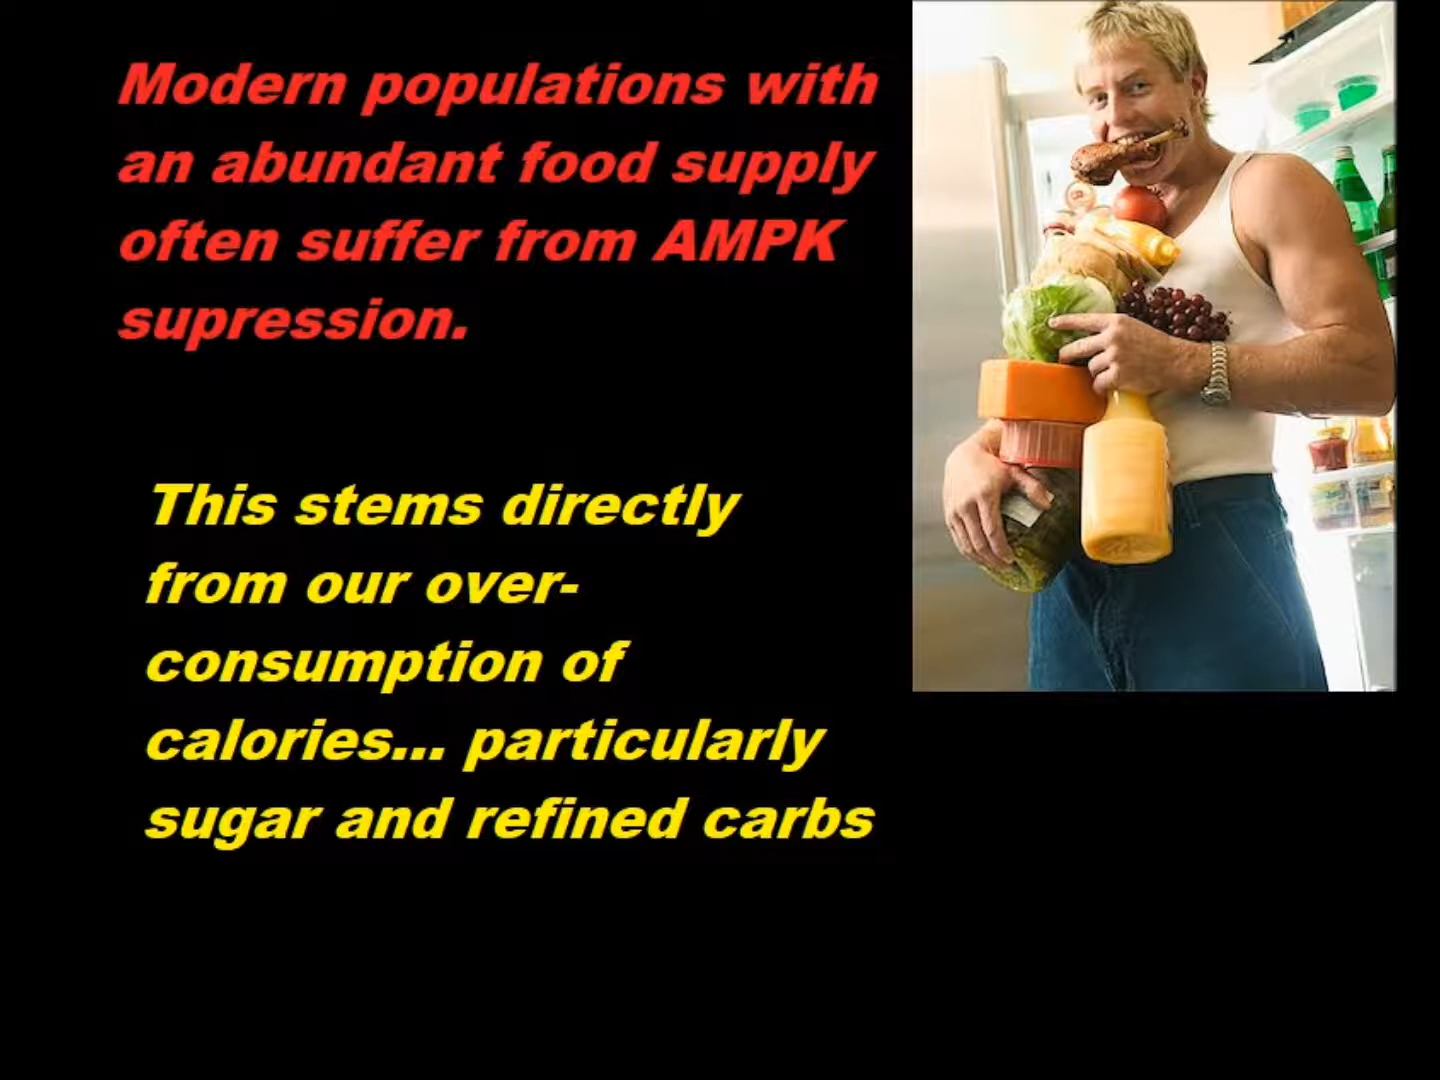 Modern populations with
an abundant food supply
often suffer from AMPK
supression.
This stems directly
from our over-
consumption of
calories... particularly
sugar and refined carbs